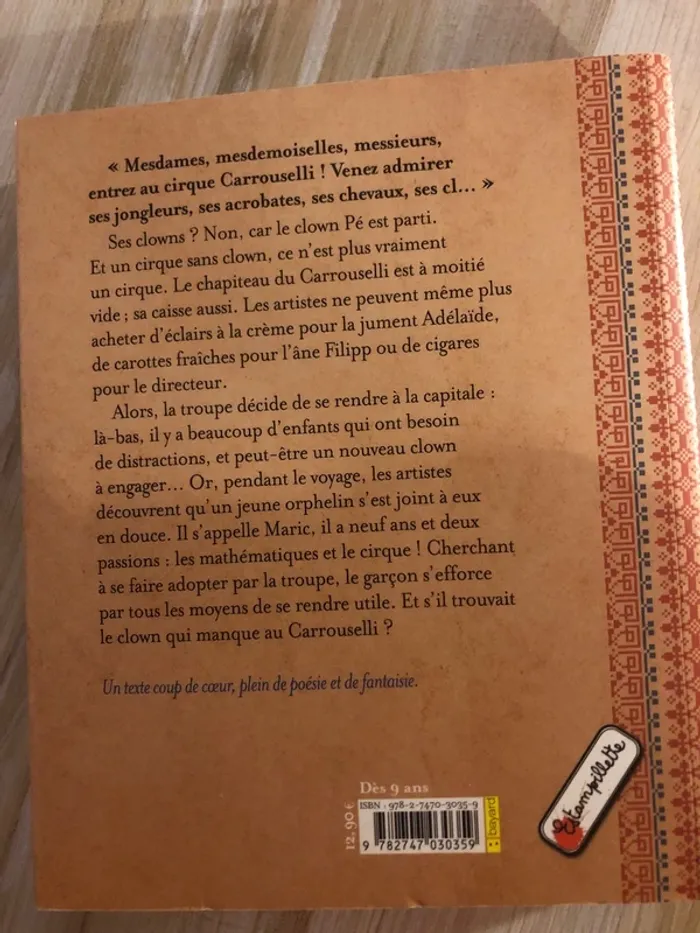 « Mesdames, mesdemoiselles, messieurs,
entrez au cirque Carrouselli ! Venez admirer
ses jongleurs, ses acrobates, ses chevaux, ses cl... »
Ses clowns ? Non, car le clown Pé est parti.
Et un cirque sans clown, ce n'est plus vraiment
un cirque. Le chapiteau du Carrouselli est à moitié
vide ; sa caisse aussi. Les artistes ne peuvent même plus
acheter d'éclairs à la crème pour la jument Adélaïde,
de carottes fraîches pour l'âne Filipp ou de cigares
pour le directeur.
Alors, la troupe décide de se rendre à la capitale :
là-bas, il y a beaucoup d'enfants qui ont besoin
de distractions, et peut-être un nouveau clown
à engager... Or, pendant le voyage, les artistes
découvrent qu'un jeune orphelin s'est joint à eux
en douce. Il s'appelle Maric, il a neuf ans et deux
passions : les mathématiques et le cirque ! Cherchant
à se faire adopter par la troupe, le garçon s'efforce
par tous les moyens de se rendre utile. Et s'il trouvait
le clown qui manque au Carrouselli ?
Un texte coup de cœur, plein de poésie et de fantaisie.
Dès 9 ans
ISBN : 978-2-7470-3035-9
12,90 €
9 782747 030359
bayard
Estampillette